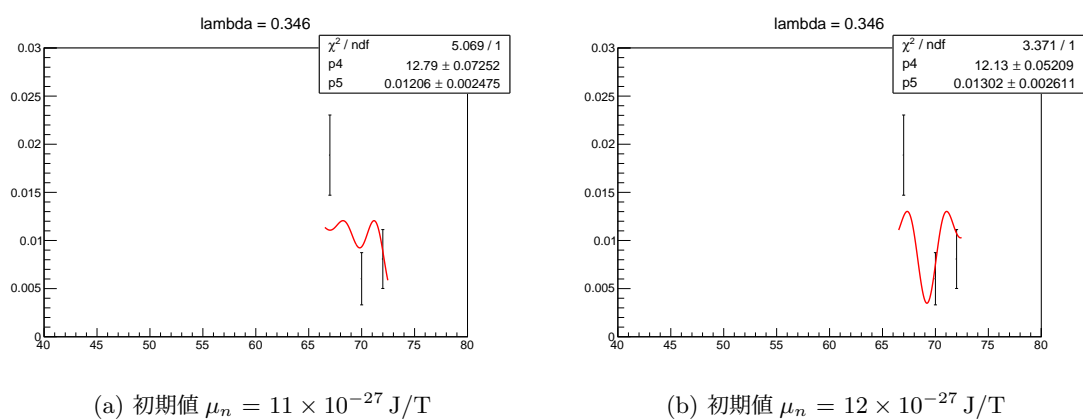 lambda = 0.346
χ² / ndf 5.069 / 1
p4 12.79 ± 0.07252
p5 0.01206 ± 0.002475
0.03
0.025
0.02
0.015
0.01
0.005
0
40 45 50 55 60 65 70 75 80
(a) 初期値 μₙ = 11 × 10⁻²⁷ J/T
lambda = 0.346
χ² / ndf 3.371 / 1
p4 12.13 ± 0.05209
p5 0.01302 ± 0.002611
0.03
0.025
0.02
0.015
0.01
0.005
0
40 45 50 55 60 65 70 75 80
(b) 初期値 μₙ = 12 × 10⁻²⁷ J/T